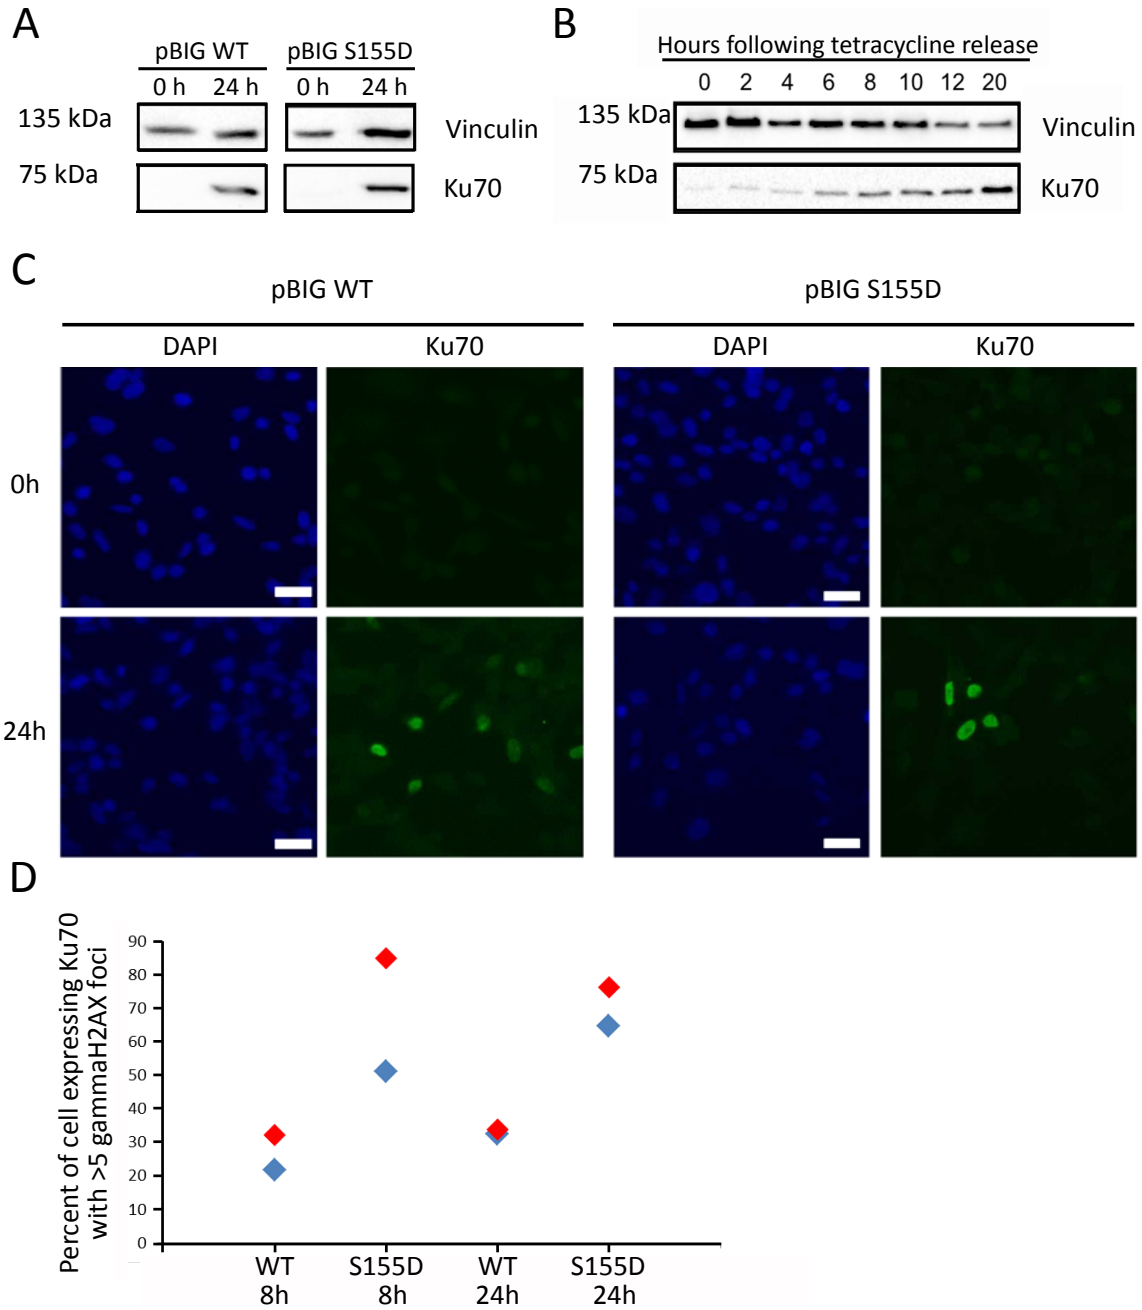 A
pBIG WT pBIG S155D
0 h 24 h 0 h 24 h
135 kDa Vinculin
75 kDa Ku70
B
Hours following tetracycline release
0 2 4 6 8 10 12 20
135 kDa Vinculin
75 kDa Ku70
C
pBIG WT pBIG S155D
DAPI Ku70 DAPI Ku70
0h
24h
D
Percent of cell expressing Ku70
with >5 gammaH2AX foci
90
80
70
60
50
40
30
20
10
0
WT S155D WT S155D
8h 8h 24h 24h